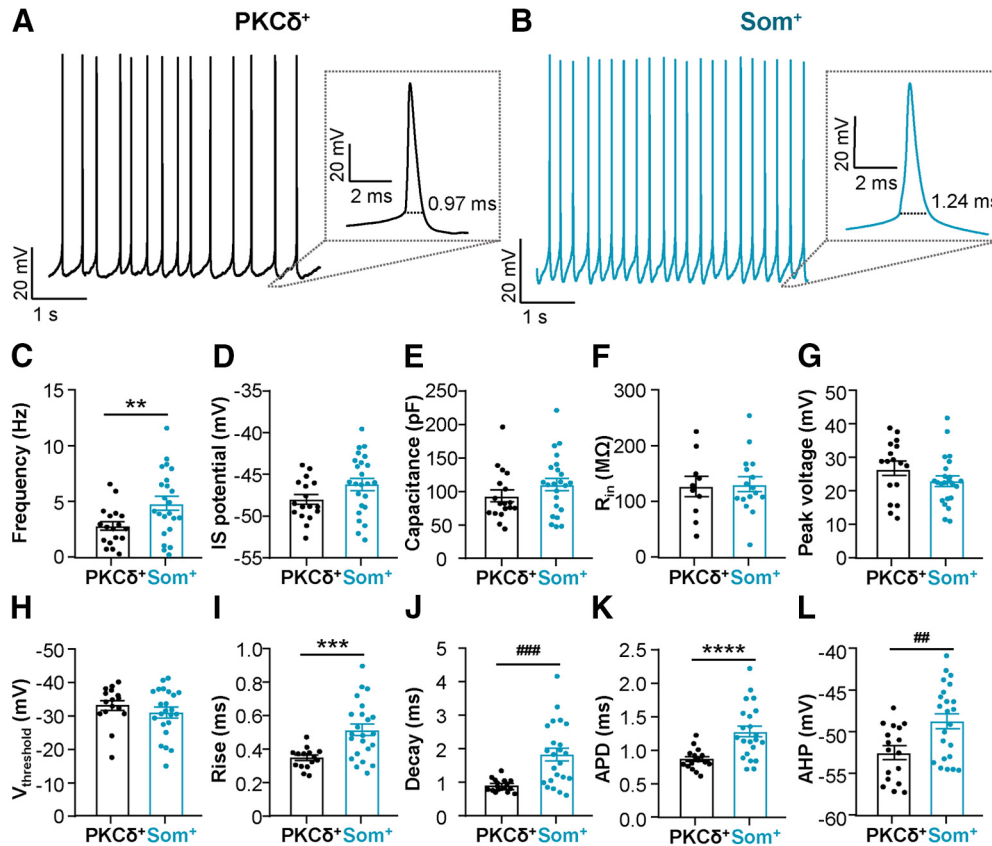 A
PKCδ⁺
B
Som⁺
20 mV
2 ms
0.97 ms
20 mV
1 s
20 mV
2 ms
1.24 ms
20 mV
1 s
C
Frequency (Hz)
15
10
5
0
**
PKCδ⁺ Som⁺
D
IS potential (mV)
-35
-40
-45
-50
-55
PKCδ⁺ Som⁺
E
Capacitance (pF)
250
200
150
100
50
0
PKCδ⁺ Som⁺
F
Rin (MΩ)
300
200
100
0
PKCδ⁺ Som⁺
G
Peak voltage (mV)
50
40
30
20
10
0
PKCδ⁺ Som⁺
H
Vthreshold (mV)
-50
-40
-30
-20
-10
0
PKCδ⁺ Som⁺
I
Rise (ms)
1.0
0.8
0.6
0.4
0.2
0
***
PKCδ⁺ Som⁺
J
Decay (ms)
5
4
3
2
1
0
###
PKCδ⁺ Som⁺
K
APD (ms)
2.5
2.0
1.5
1.0
0.5
0.0
****
PKCδ⁺ Som⁺
L
AHP (mV)
-40
-45
-50
-55
-60
##
PKCδ⁺ Som⁺